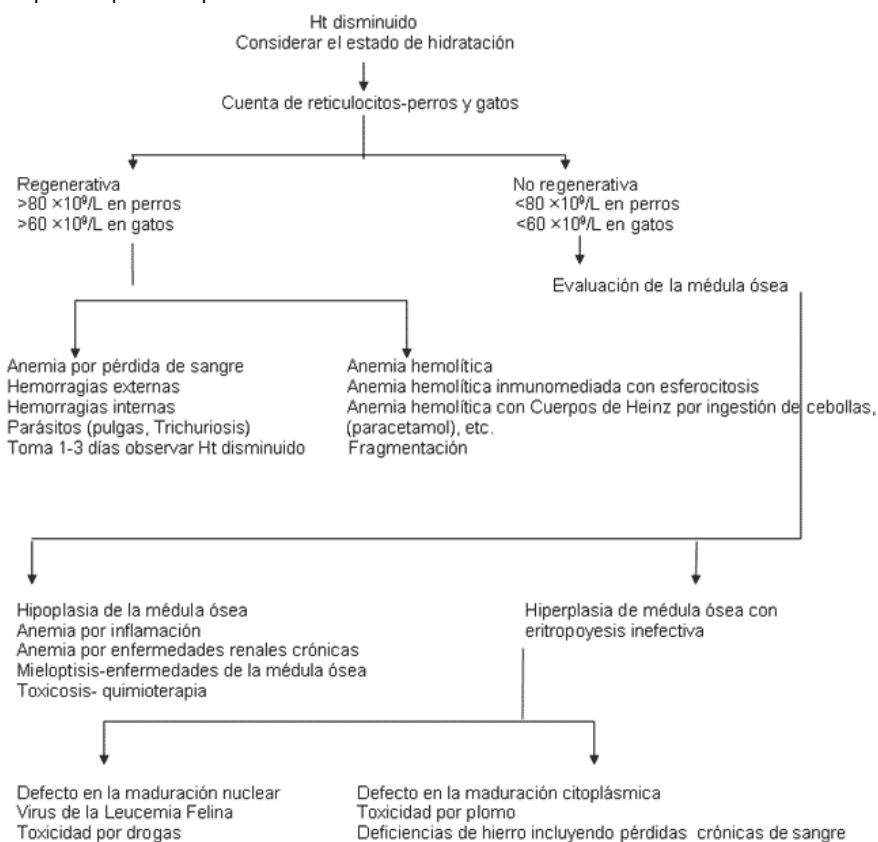 Ht disminuido
Considerar el estado de hidratación
Cuenta de reticulocitos-perros y gatos
Regenerativa
>80 ×10⁹/L en perros
>60 ×10⁹/L en gatos
No regenerativa
<80 ×10⁹/L en perros
<60 ×10⁹/L en gatos
Evaluación de la médula ósea
Anemia por pérdida de sangre
Hemorragias externas
Hemorragias internas
Parásitos (pulgas, Trichuriosis)
Toma 1-3 días observar Ht disminuido
Anemia hemolítica
Anemia hemolítica inmunomediada con esferocitosis
Anemia hemolítica con Cuerpos de Heinz por ingestión de cebollas,
(paracetamol), etc.
Fragmentación
Hipoplasia de la médula ósea
Anemia por inflamación
Anemia por enfermedades renales crónicas
Mieloptisis-enfermedades de la médula ósea
Toxicosis- quimioterapia
Hiperplasia de médula ósea con
eritropoyesis inefectiva
Defecto en la maduración nuclear
Virus de la Leucemia Felina
Toxicidad por drogas
Defecto en la maduración citoplásmica
Toxicidad por plomo
Deficiencias de hierro incluyendo pérdidas crónicas de sangre